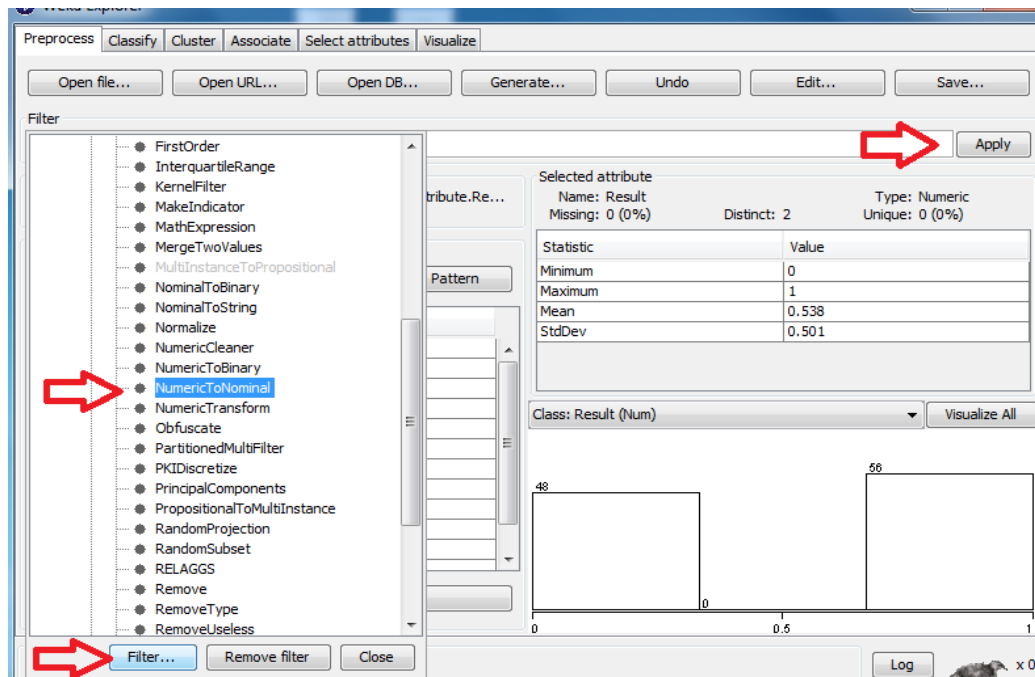 Weka Explorer
Preprocess Classify Cluster Associate Select attributes Visualize
Open file... Open URL... Open DB... Generate... Undo Edit... Save...
Filter
Apply
FirstOrder
InterquartileRange
KernelFilter
MakeIndicator
MathExpression
MergeTwoValues
MultiInstanceToPropositional
NominalToBinary
NominalToString
Normalize
NumericCleaner
NumericToBinary
NumericToNominal
NumericTransform
Obfuscate
PartitionedMultiFilter
PKIDiscretize
PrincipalComponents
PropositionalToMultiInstance
RandomProjection
RandomSubset
RELAGGS
Remove
RemoveType
RemoveUseless
Filter... Remove filter Close
tribute.Re...
Pattern
Selected attribute
Name: Result Type: Numeric
Missing: 0 (0%) Distinct: 2 Unique: 0 (0%)
Statistic Value
Minimum 0
Maximum 1
Mean 0.538
StdDev 0.501
Class: Result (Num) Visualize All
56
48
0
0 0.5 1
Log x 0